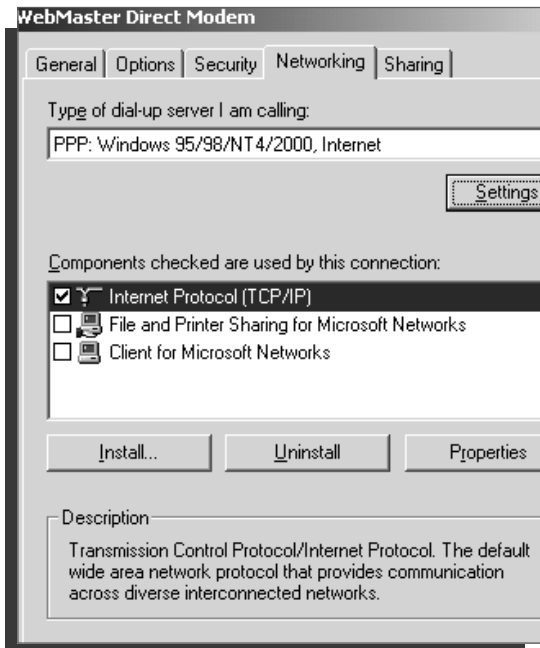 WebMaster Direct Modem
General Options Security Networking Sharing
Type of dial-up server I am calling:
PPP: Windows 95/98/NT4/2000, Internet
Settings
Components checked are used by this connection:
Internet Protocol (TCP/IP)
File and Printer Sharing for Microsoft Networks
Client for Microsoft Networks
Install... Uninstall Properties
Description
Transmission Control Protocol/Internet Protocol. The default
wide area network protocol that provides communication
across diverse interconnected networks.